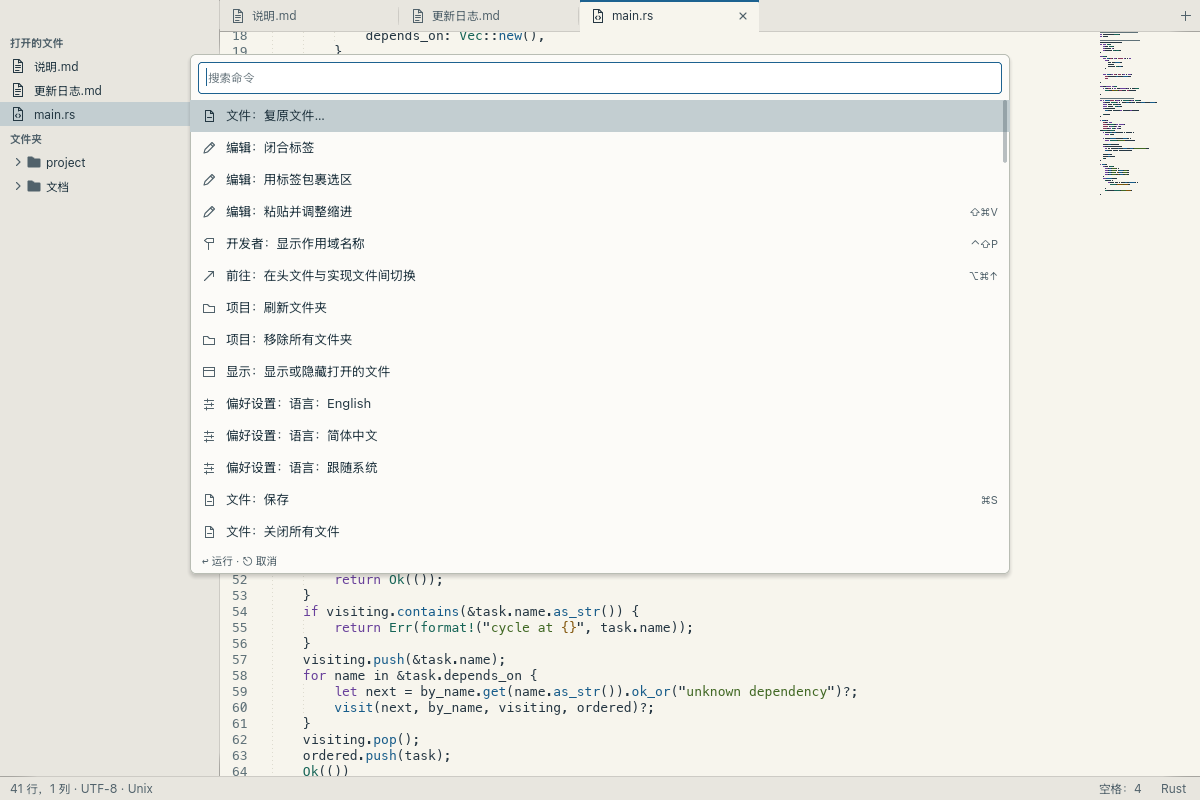 说明.md
更新日志.md
main.rs
打开的文件
说明.md
更新日志.md
main.rs
文件夹
project
文档
18 depends_on: Vec::new(),
19 }
搜索命令
文件：复原文件...
编辑：闭合标签
编辑：用标签包裹选区
编辑：粘贴并调整缩进 ⇧⌘V
开发者：显示作用域名称 ^⇧P
前往：在头文件与实现文件间切换 ⌥⌘↑
项目：刷新文件夹
项目：移除所有文件夹
显示：显示或隐藏打开的文件
偏好设置：语言：English
偏好设置：语言：简体中文
偏好设置：语言：跟随系统
文件：保存 ⌘S
文件：关闭所有文件
↩ 运行 · ⎋ 取消
52 return Ok(());
53 }
54 if visiting.contains(&task.name.as_str()) {
55 return Err(format!("cycle at {}", task.name));
56 }
57 visiting.push(&task.name);
58 for name in &task.depends_on {
59 let next = by_name.get(name.as_str()).ok_or("unknown dependency")?;
60 visit(next, by_name, visiting, ordered)?;
61 }
62 visiting.pop();
63 ordered.push(task);
64 Ok(())
41 行，1 列 · UTF-8 · Unix
空格：4 Rust